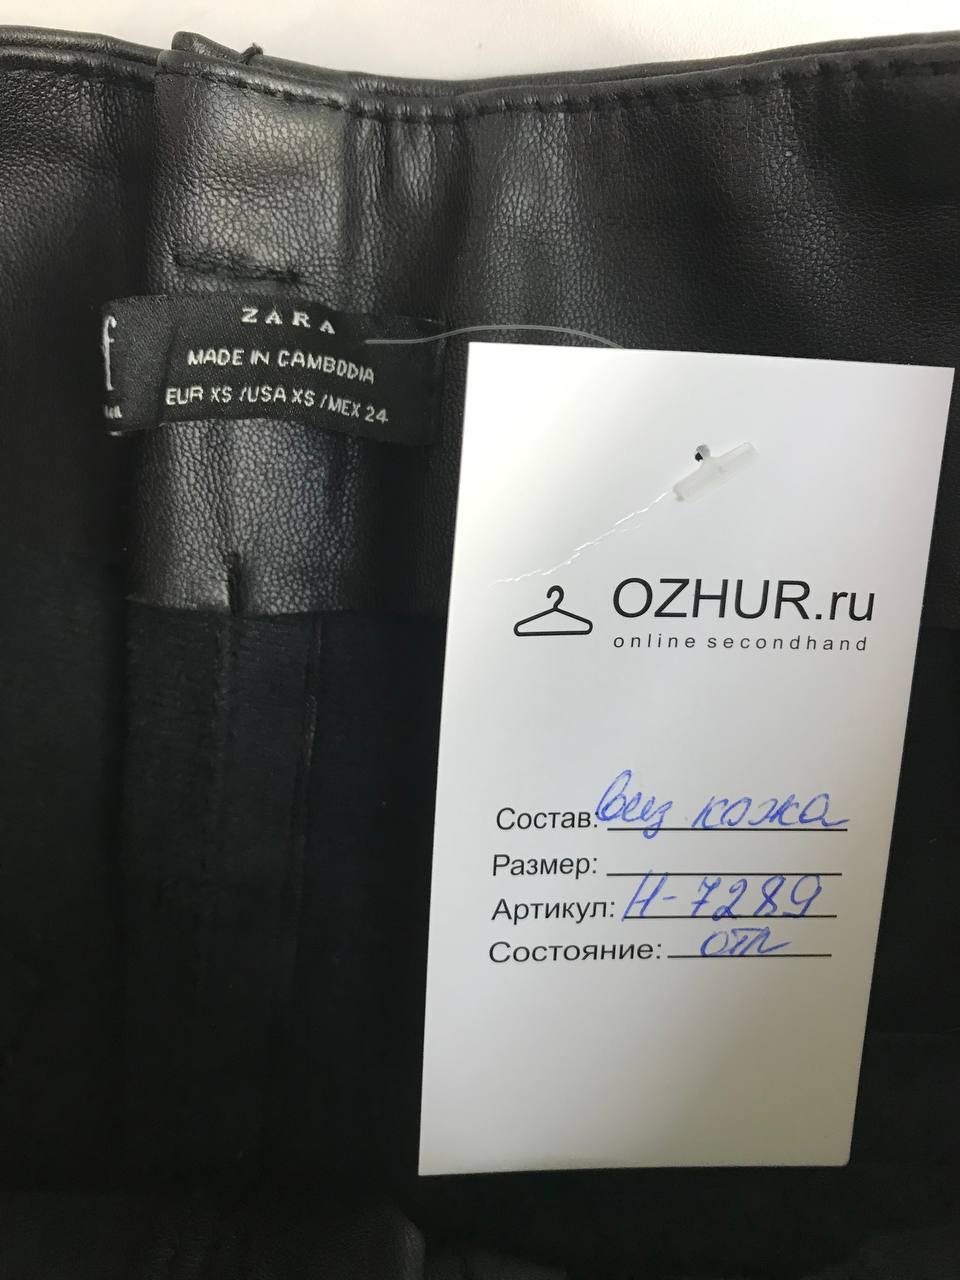 ZARA
MADE IN CAMBODIA
EUR XS /USA XS /MEX 24
OZHUR.ru
online secondhand
Состав: виз кожа
Размер:
Артикул: Н-7289
Состояние: отл